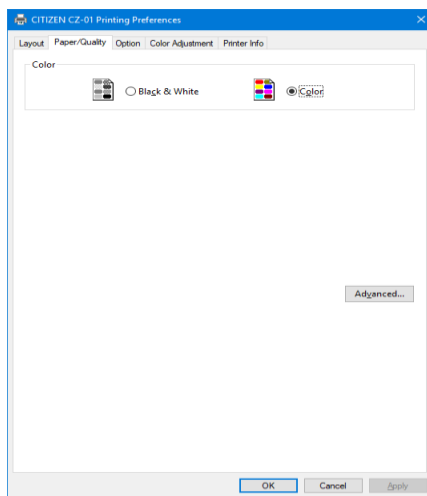 CITIZEN CZ-01 Printing Preferences
Layout Paper/Quality Option Color Adjustment Printer Info
Color
Black & White Color
Advanced...
OK Cancel Apply